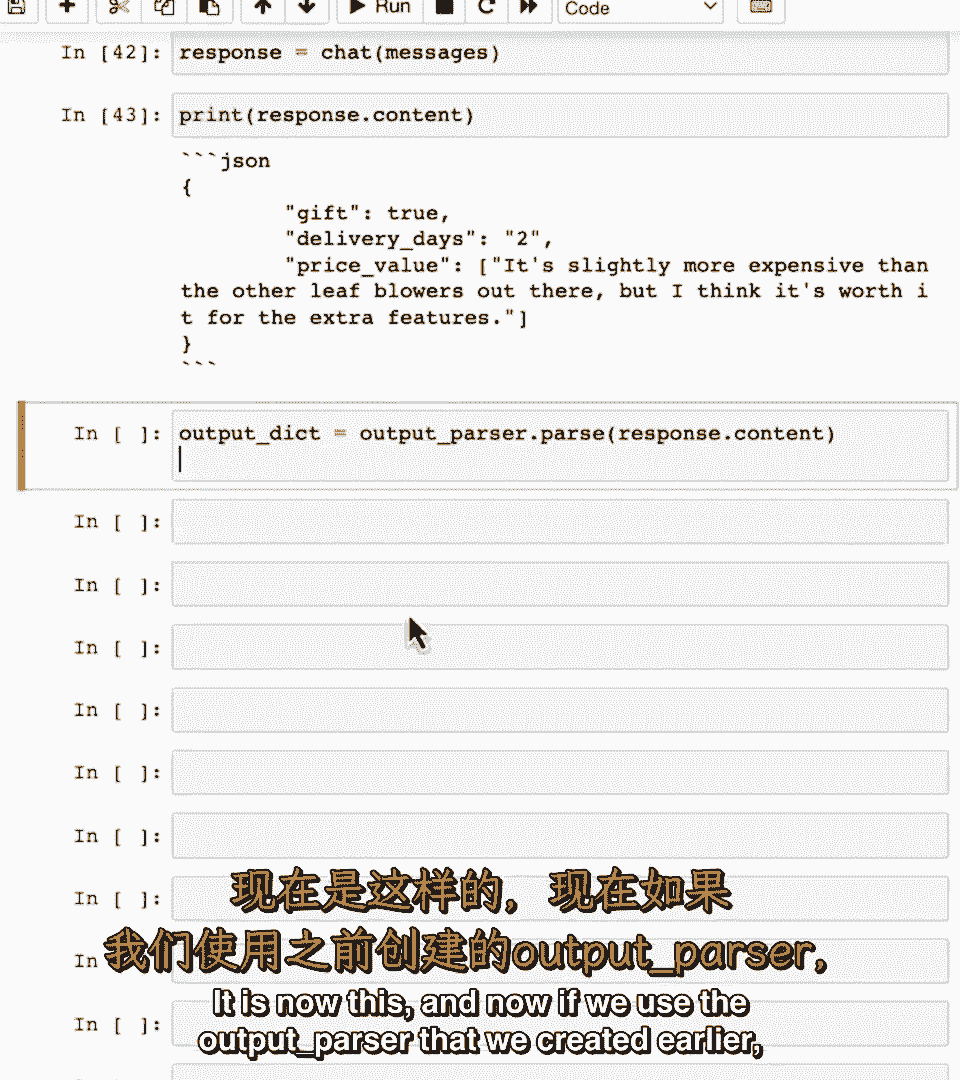 Run
Code
In [42]: response = chat(messages)
In [43]: print(response.content)
```json
{
        "gift": true,
        "delivery_days": "2",
        "price_value": ["It's slightly more expensive than
the other leaf blowers out there, but I think it's worth i
t for the extra features."]
}
```
In [ ]: output_dict = output_parser.parse(response.content)
In [ ]:
In [ ]:
In [ ]:
In [ ]:
In [ ]:
In [ ]:
In [ ]:
现在是这样的，现在如果
In
我们使用之前创建的output_parser,
It is now this, and now if we use the
In [ ]:
output_parser that we created earlier,